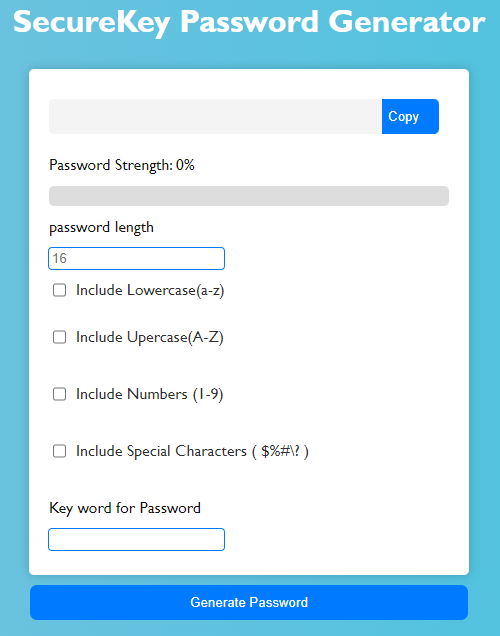 SecureKey Password Generator
Copy
Password Strength: 0%
password length
16
Include Lowercase(a-z)
Include Upercase(A-Z)
Include Numbers (1-9)
Include Special Characters ( $%#\? )
Key word for Password
Generate Password